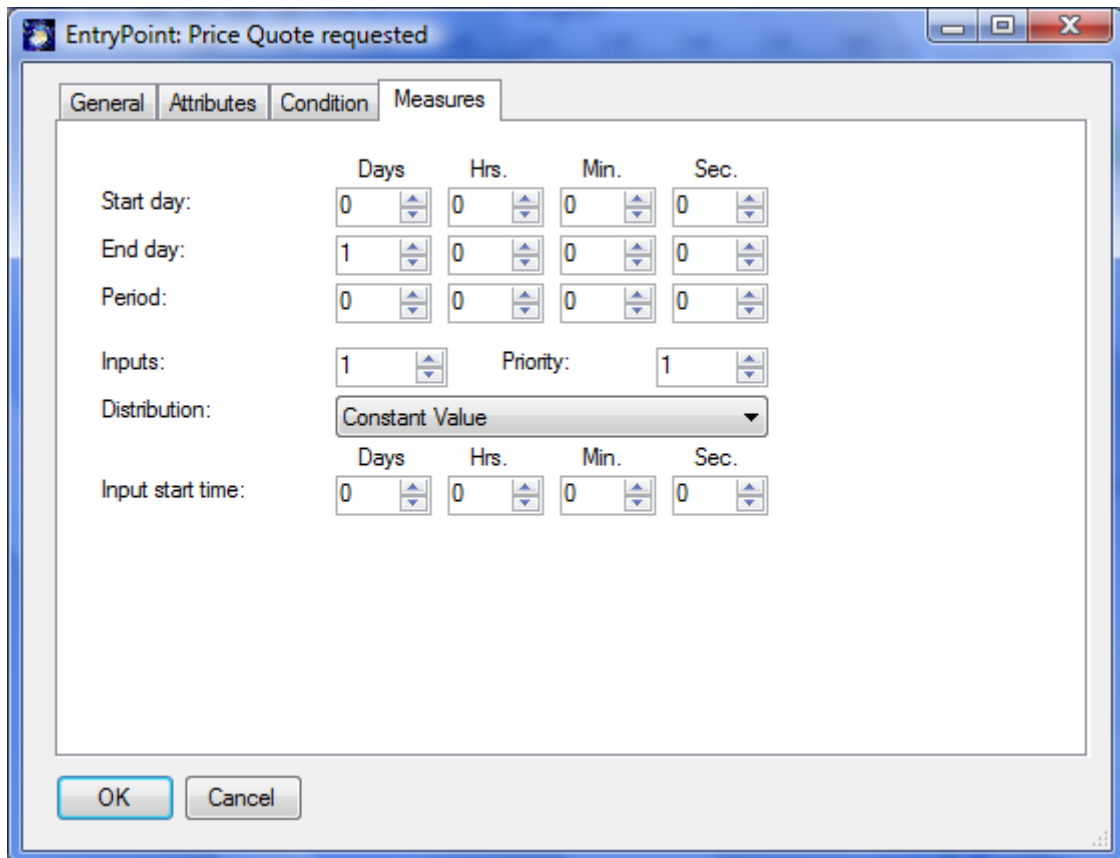 EntryPoint: Price Quote requested
General Attributes Condition Measures
Days Hrs. Min. Sec.
Start day: 0 0 0 0
End day: 1 0 0 0
Period: 0 0 0 0
Inputs: 1 Priority: 1
Distribution: Constant Value
Days Hrs. Min. Sec.
Input start time: 0 0 0 0
OK Cancel